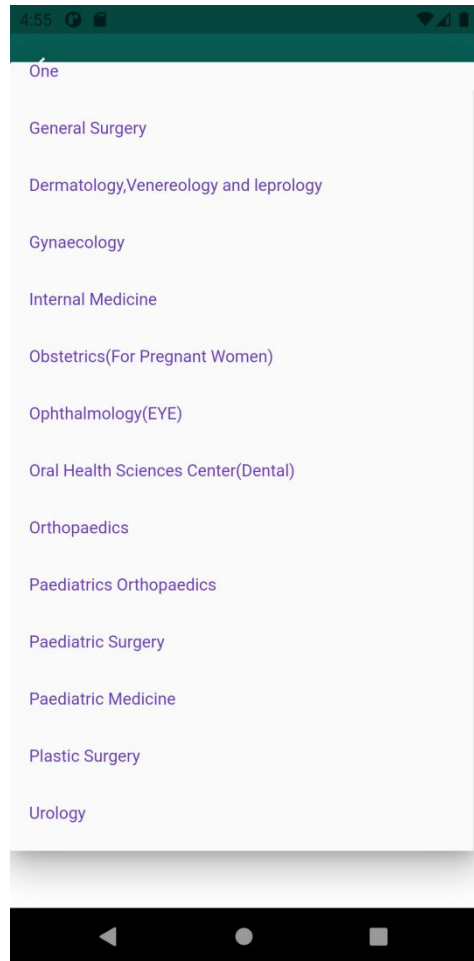 4:55
One
General Surgery
Dermatology,Venereology and leprology
Gynaecology
Internal Medicine
Obstetrics(For Pregnant Women)
Ophthalmology(EYE)
Oral Health Sciences Center(Dental)
Orthopaedics
Paediatrics Orthopaedics
Paediatric Surgery
Paediatric Medicine
Plastic Surgery
Urology